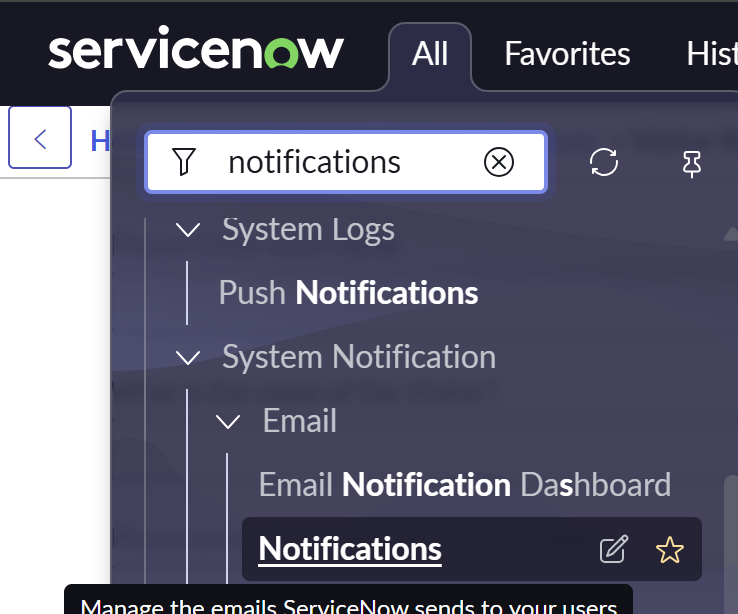 servicenow
All
Favorites
Hist
H
notifications
System Logs
Push Notifications
System Notification
Email
Email Notification Dashboard
Notifications
Manage the emails ServiceNow sends to your users